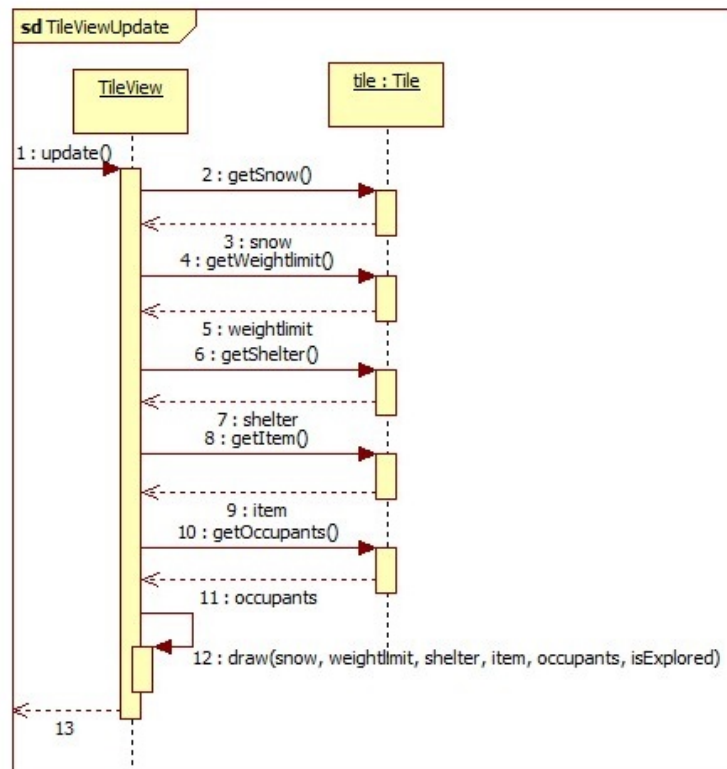 sd TileViewUpdate
TileView
tile : Tile
1 : update()
2 : getSnow()
3 : snow
4 : getWeightlimit()
5 : weightlimit
6 : getShelter()
7 : shelter
8 : getItem()
9 : item
10 : getOccupants()
11 : occupants
12 : draw(snow, weightlimit, shelter, item, occupants, isExplored)
13